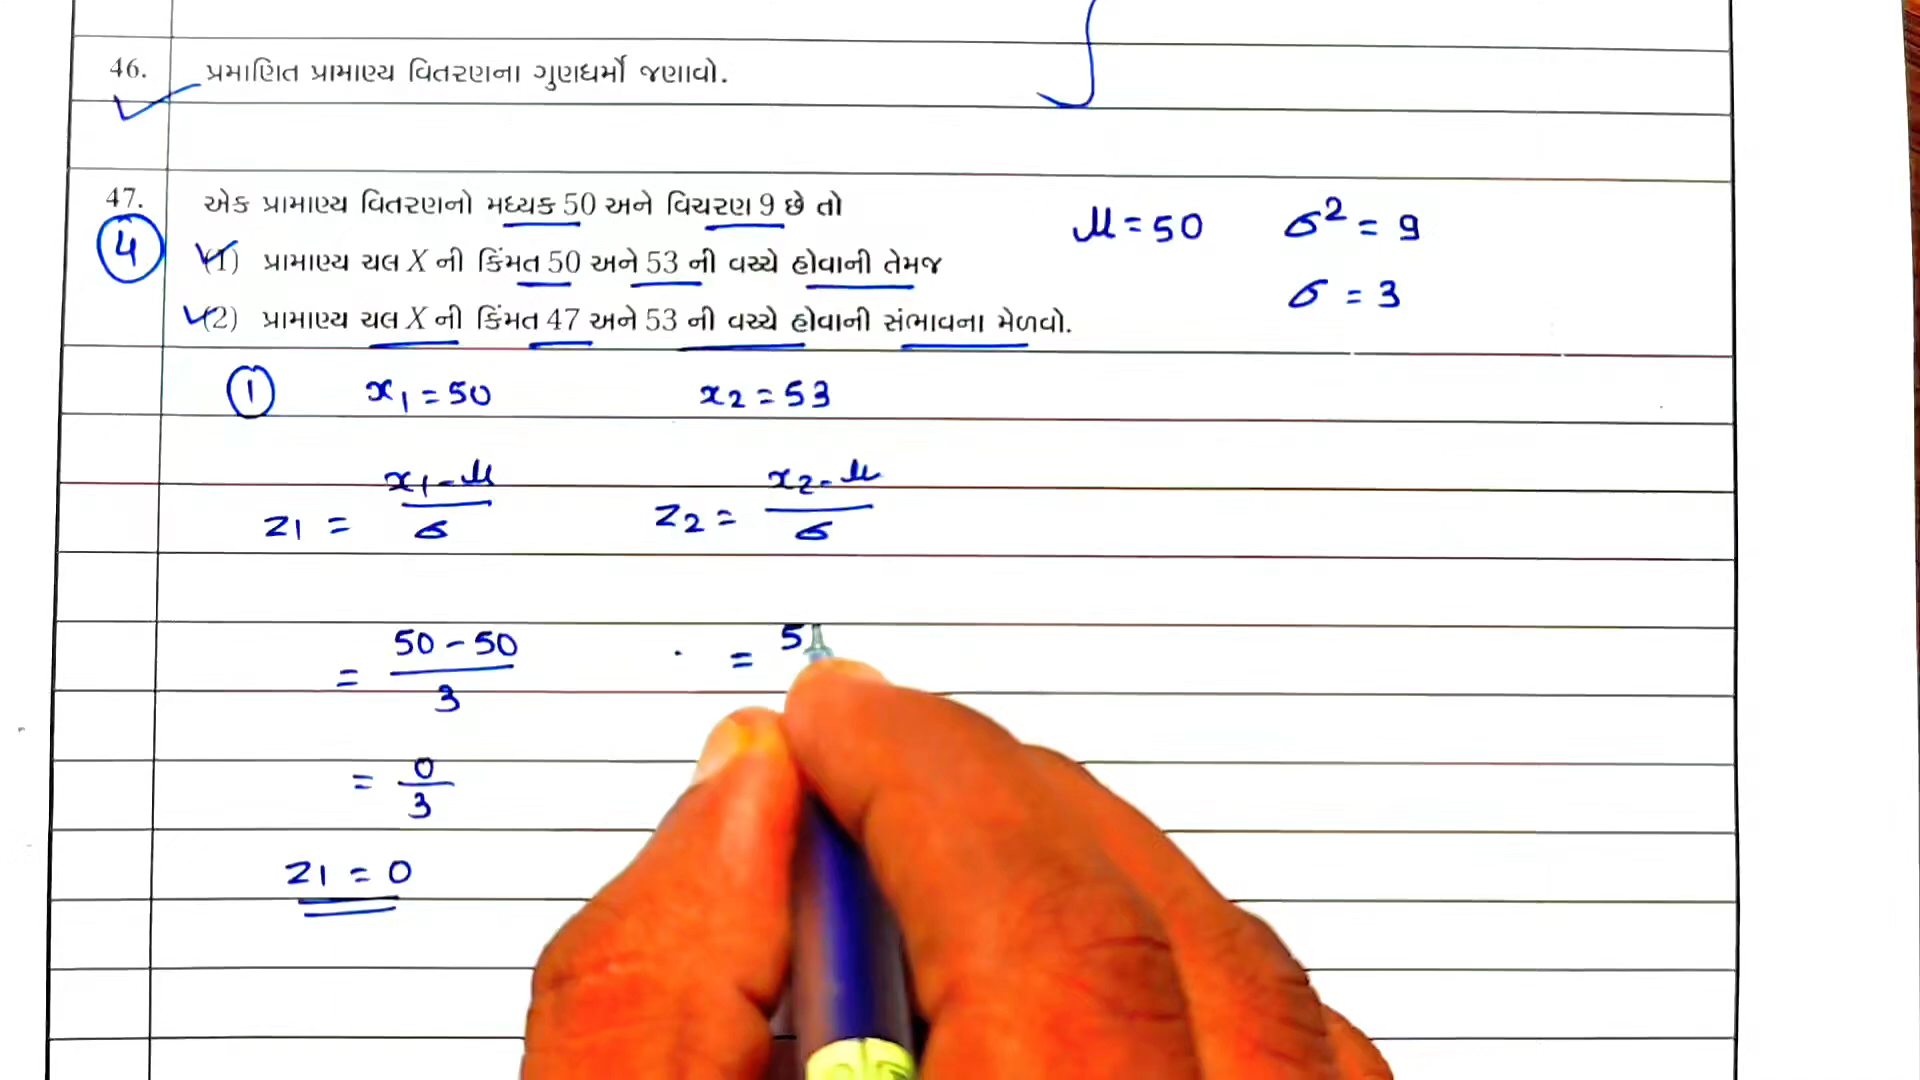 46. પ્રમાણિત પ્રામાણ્ય વિતરણના ગુણધર્મો જણાવો.
47. એક પ્રામાણ્ય વિતરણનો મધ્યક 50 અને વિચરણ 9 છે તો
μ = 50 σ² = 9
4 (1) પ્રામાણ્ય ચલ X ની કિંમત 50 અને 53 ની વચ્ચે હોવાની તેમજ
σ = 3
(2) પ્રામાણ્ય ચલ X ની કિંમત 47 અને 53 ની વચ્ચે હોવાની સંભાવના મેળવો.
1 x1 = 50 x2 = 53
z1 = x1 - μ / σ z2 = x2 - μ / σ
= 50 - 50 / 3 = 5
= 0 / 3
z1 = 0